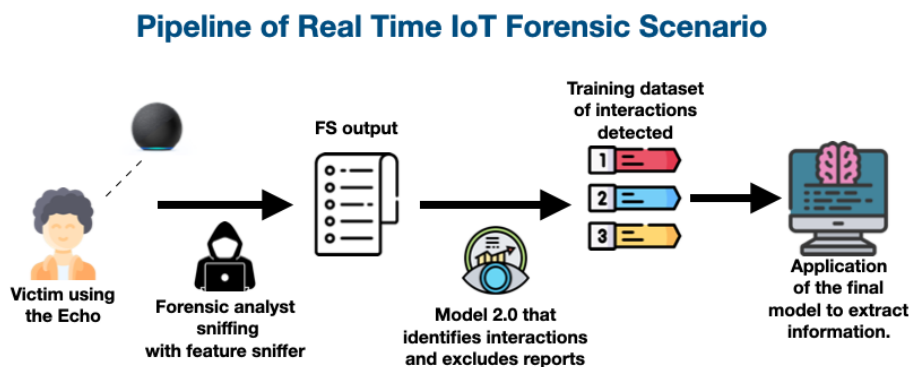 Pipeline of Real Time IoT Forensic Scenario
Victim using
the Echo
Forensic analyst
sniffing
with feature sniffer
FS output
Model 2.0 that
identifies interactions
and excludes reports
Training dataset
of interactions
detected
1
2
3
Application
of the final
model to extract
information.